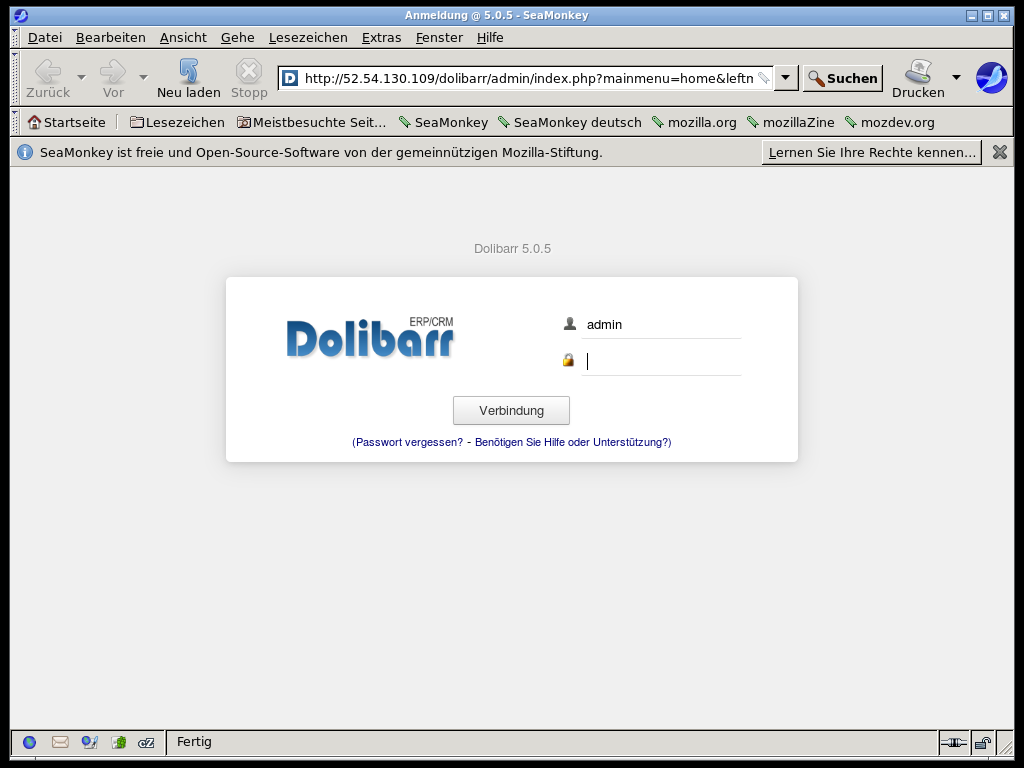 Anmeldung @ 5.0.5 - SeaMonkey
Datei Bearbeiten Ansicht Gehe Lesezeichen Extras Fenster Hilfe
Zurück Vor Neu laden Stopp http://52.54.130.109/dolibarr/admin/index.php?mainmenu=home&leftn Suchen Drucken
Startseite Lesezeichen Meistbesuchte Seit... SeaMonkey SeaMonkey deutsch mozilla.org mozillaZine mozdev.org
SeaMonkey ist freie und Open-Source-Software von der gemeinnützigen Mozilla-Stiftung. Lernen Sie Ihre Rechte kennen...
Dolibarr 5.0.5
ERP/CRM
Dolibarr
admin
Verbindung
(Passwort vergessen? - Benötigen Sie Hilfe oder Unterstützung?)
Fertig